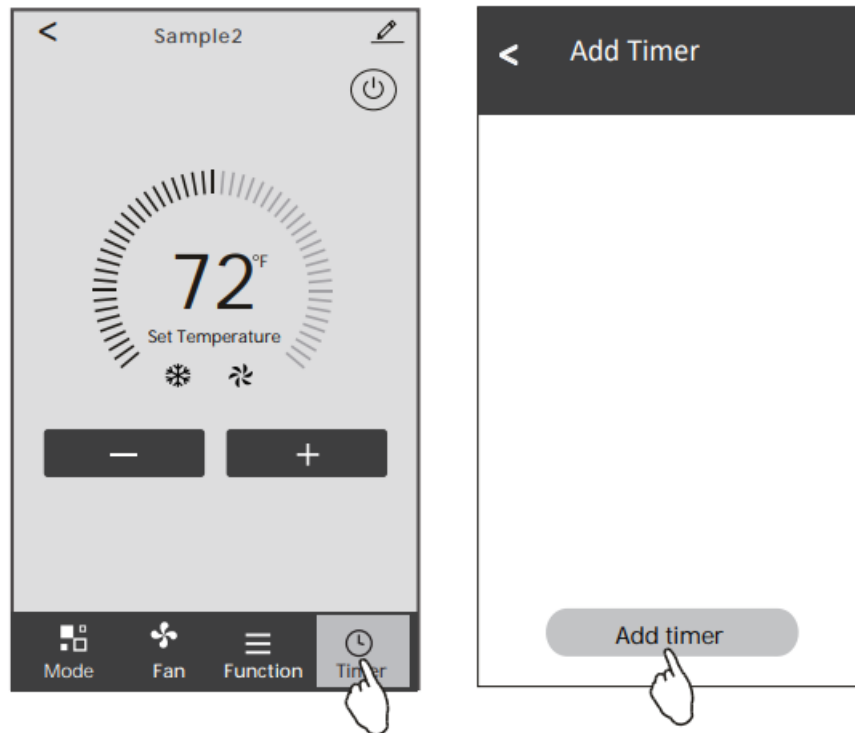 Sample2
72°F
Set Temperature
Mode Fan Function Timer
Add Timer
Add timer